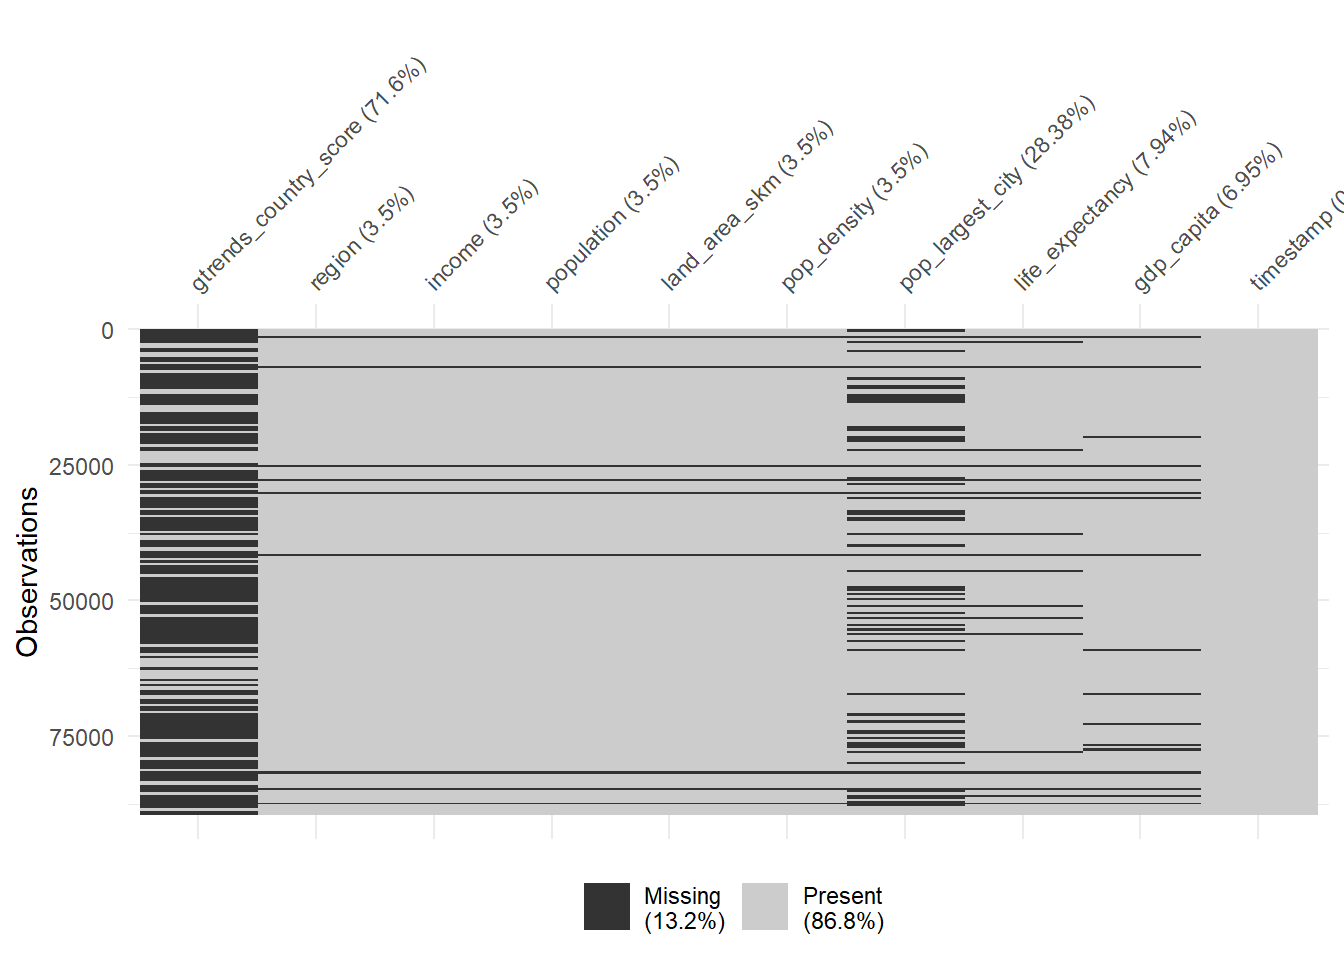 gtrends_country_score (71.6%)
region (3.5%)
income (3.5%)
population (3.5%)
land_area_skm (3.5%)
pop_density (3.5%)
pop_largest_city (28.38%)
life_expectancy (7.94%)
gdp_capita (6.95%)
timestamp (0
0
25000
50000
75000
Observations
Missing
(13.2%)
Present
(86.8%)